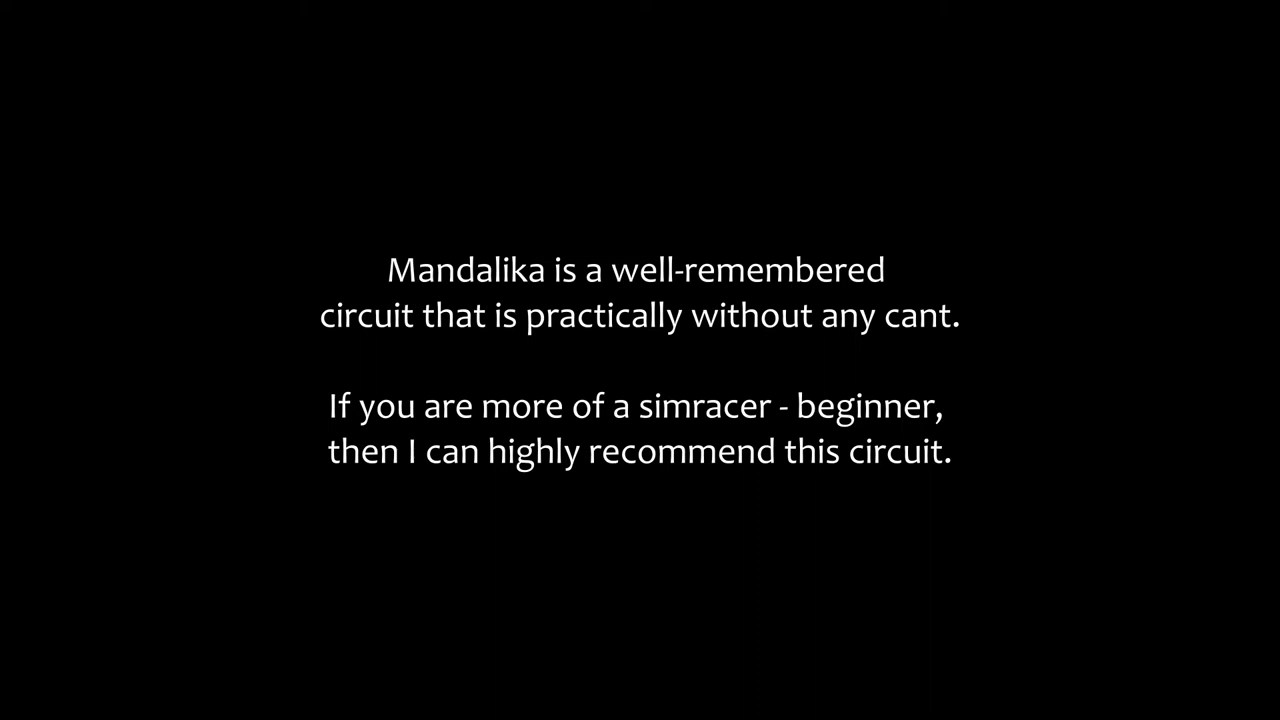 Mandalika is a well-remembered
circuit that is practically without any cant.
If you are more of a simracer - beginner,
then I can highly recommend this circuit.